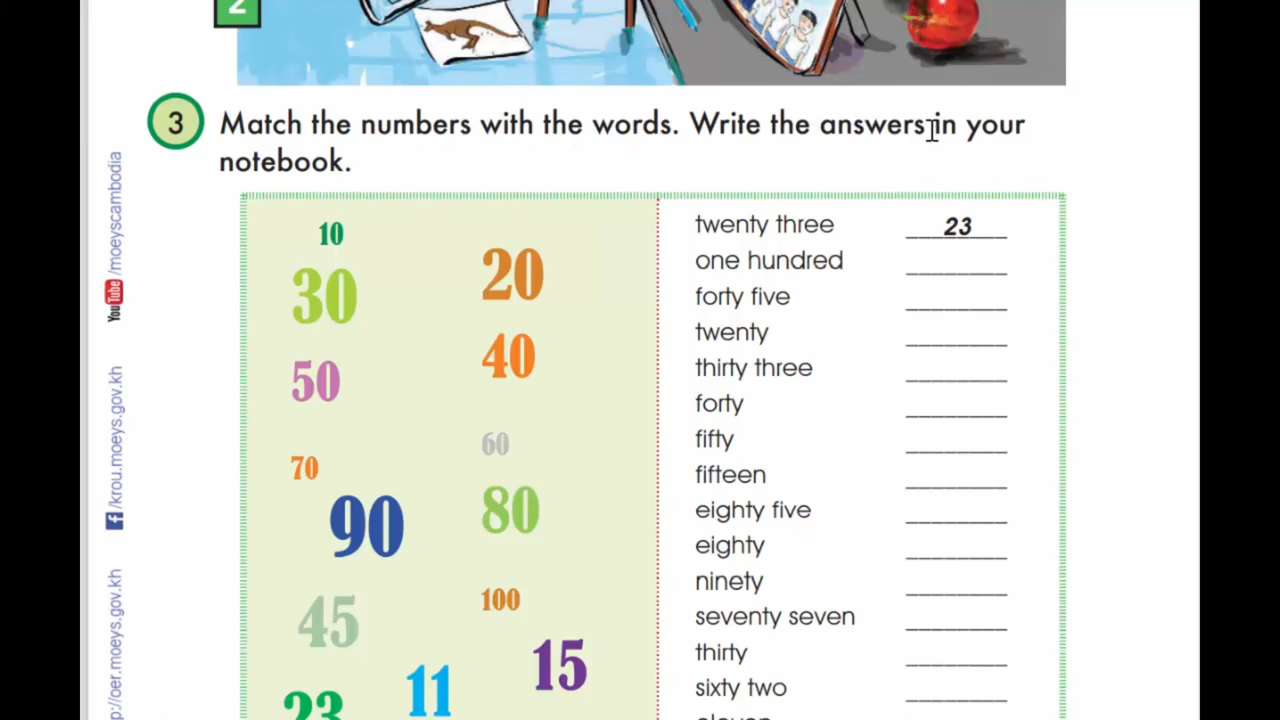 2
3 Match the numbers with the words. Write the answers in your
notebook.
10
30
20
50
40
60
70
90
80
45
100
15
11
23
twenty three 23
one hundred
forty five
twenty
thirty three
forty
fifty
fifteen
eighty five
eighty
ninety
seventy seven
thirty
sixty two
eleven
YouTube /moeyscambodia
f /krou.moeys.gov.kh
p://oer.moeys.gov.kh